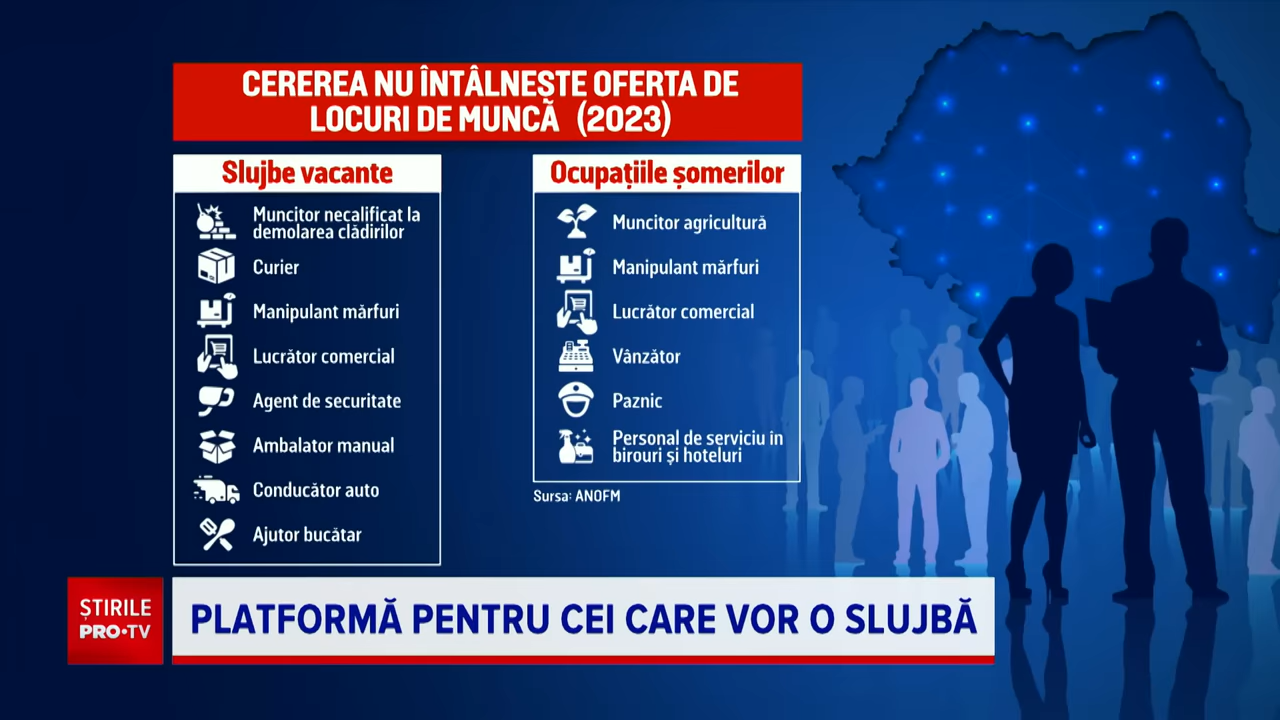 CEREREA NU ÎNTÂLNEȘTE OFERTA DE
LOCURI DE MUNCĂ (2023)
Slujbe vacante
Muncitor necalificat la
demolarea clădirilor
Curier
Manipulant mărfuri
Lucrător comercial
Agent de securitate
Ambalator manual
Conducător auto
Ajutor bucătar
Ocupațiile șomerilor
Muncitor agricultură
Manipulant mărfuri
Lucrător comercial
Vânzător
Paznic
Personal de serviciu in
birouri și hoteluri
Sursa: ANOFM
ȘTIRILE
PRO•TV
PLATFORMĂ PENTRU CEI CARE VOR O SLUJBĂ